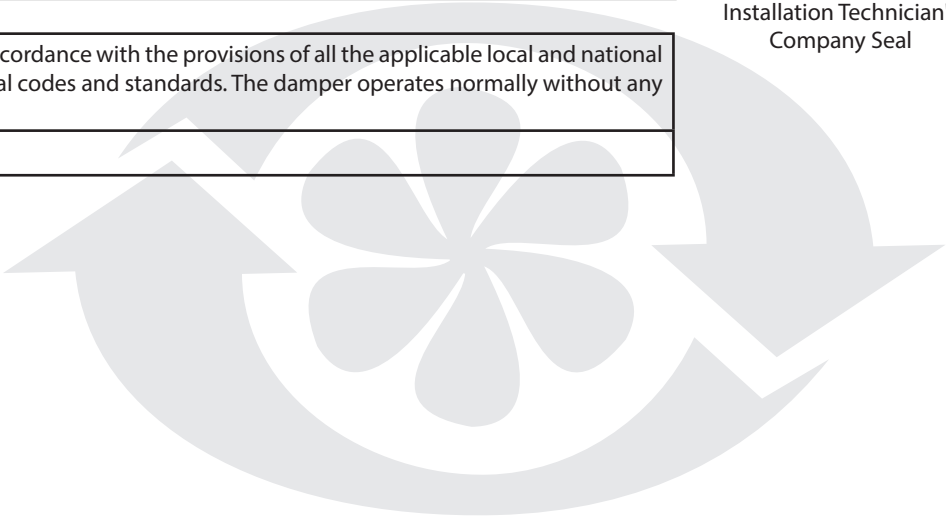 Installation Technician'
Company Seal
cordance with the provisions of all the applicable local and national
al codes and standards. The damper operates normally without any